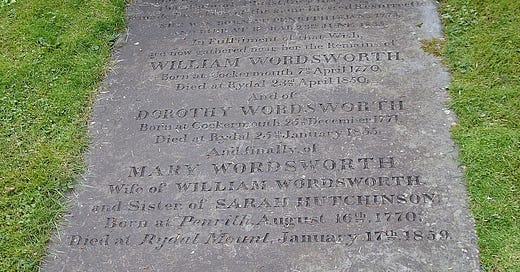 Resurrection
In fulfilment of that Wish,
are now gathered near her the Remains of
WILLIAM WORDSWORTH,
Born at Cockermouth 7th April 1770,
Died at Rydal 23rd April 1850;
And of
DOROTHY WORDSWORTH
Born at Cockermouth 25th December 1771
Died at Rydal 25th January 1855.
And finally, of
MARY WORDSWORTH
Wife of WILLIAM WORDSWORTH,
and Sister of SARAH HUTCHINSON;
Born at Penrith, August 16th, 1770;
Died at Rydal Mount, January 17th, 1859.